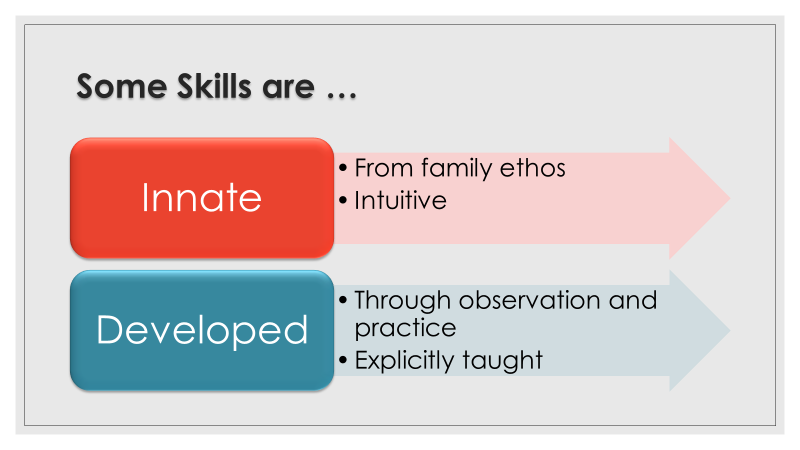 Some Skills are …
Innate
• From family ethos
• Intuitive
Developed
• Through observation and
practice
• Explicitly taught